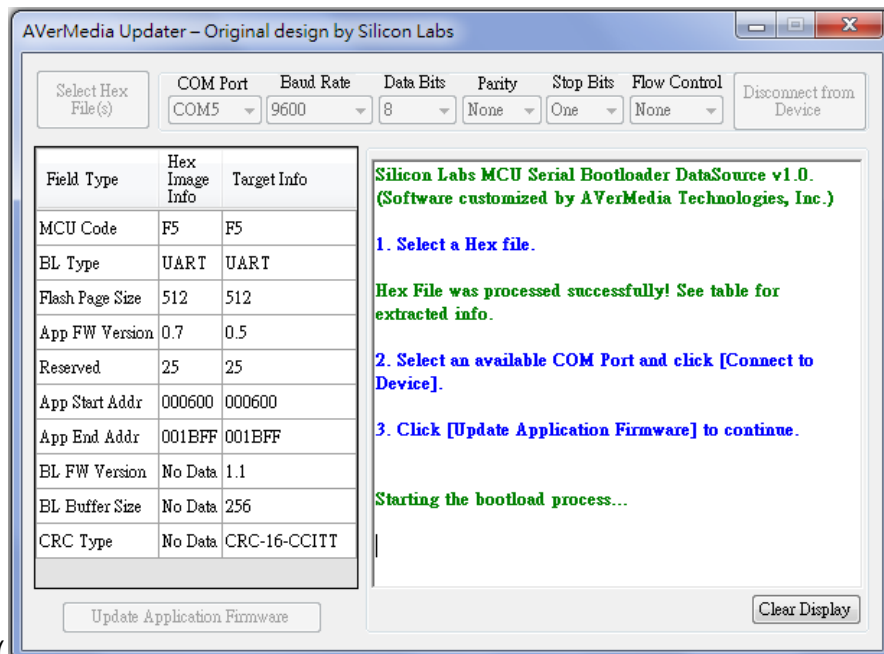 AVerMedia Updater – Original design by Silicon Labs
Select Hex
File(s)
COM Port Baud Rate Data Bits Parity Stop Bits Flow Control
COM5 9600 8 None One None
Disconnect from
Device
Field Type
Hex
Image
Info
Target Info
MCU Code F5 F5
BL Type UART UART
Flash Page Size 512 512
App FW Version 0.7 0.5
Reserved 25 25
App Start Addr 000600 000600
App End Addr 001BFF 001BFF
BL FW Version No Data 1.1
BL Buffer Size No Data 256
CRC Type No Data CRC-16-CCITT
Update Application Firmware
Silicon Labs MCU Serial Bootloader DataSource v1.0.
(Software customized by AVerMedia Technologies, Inc.)
1. Select a Hex file.
Hex File was processed successfully! See table for
extracted info.
2. Select an available COM Port and click [Connect to
Device].
3. Click [Update Application Firmware] to continue.
Starting the bootload process...
Clear Display